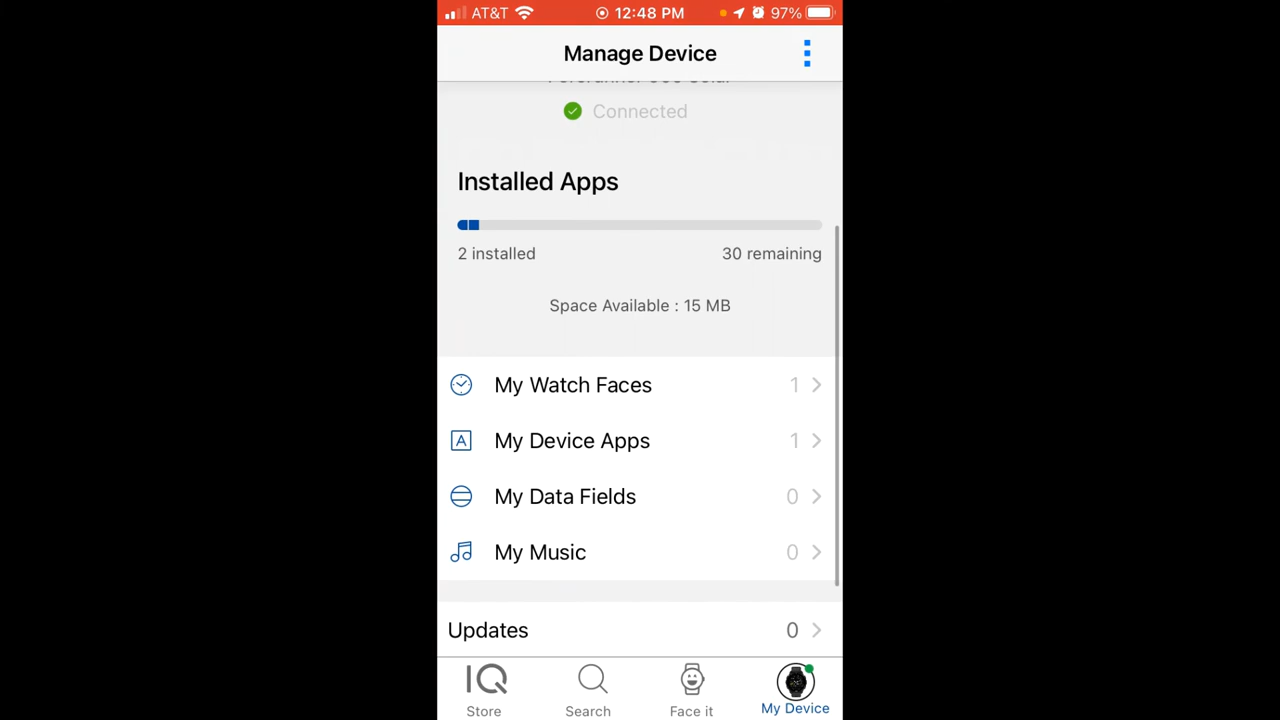 AT&T 12:48 PM 97%
Manage Device
Connected
Installed Apps
2 installed 30 remaining
Space Available : 15 MB
My Watch Faces 1
A My Device Apps 1
My Data Fields 0
My Music 0
Updates 0
IQ
Store Search Face it My Device